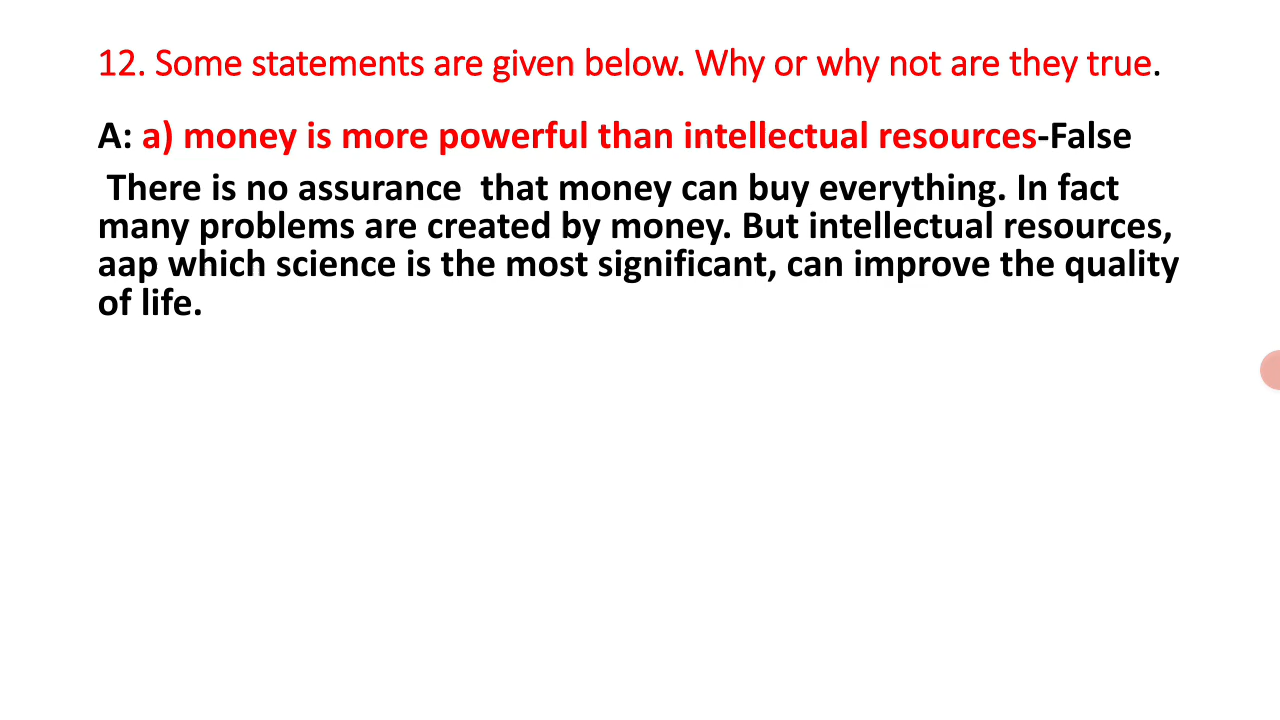 12. Some statements are given below. Why or why not are they true.
A: a) money is more powerful than intellectual resources-False
There is no assurance  that money can buy everything. In fact
many problems are created by money. But intellectual resources,
aap which science is the most significant, can improve the quality
of life.